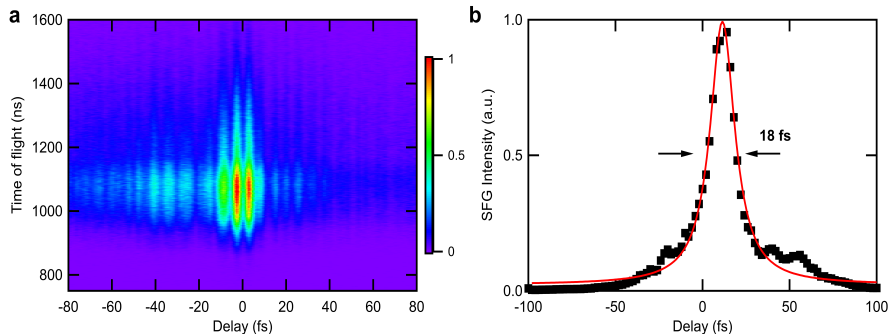 a
1600
1400
1200
1000
800
Time of flight (ns)
-80 -60 -40 -20 0 20 40 60 80
Delay (fs)
1
0.5
0
b
1.0
0.5
0.0
SFG Intensity (a.u.)
18 fs
-100 -50 0 50 100
Delay (fs)